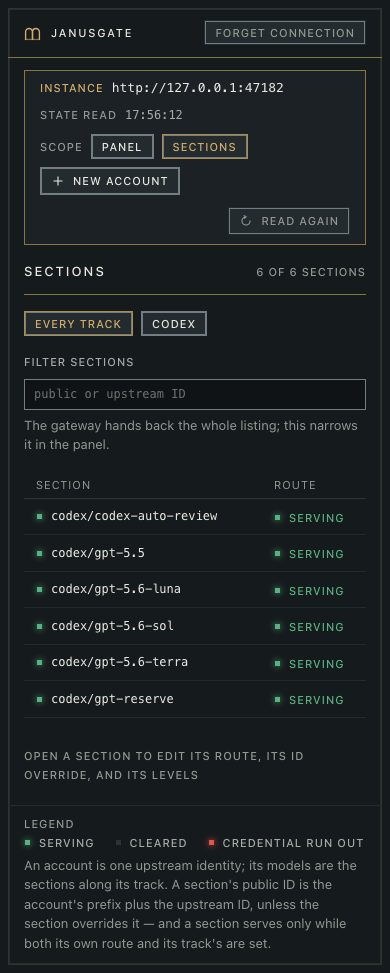 JANUSGATE
FORGET CONNECTION
INSTANCE http://127.0.0.1:47182
STATE READ 17:56:12
SCOPE PANEL SECTIONS
+ NEW ACCOUNT
READ AGAIN
SECTIONS 6 OF 6 SECTIONS
EVERY TRACK CODEX
FILTER SECTIONS
public or upstream ID
The gateway hands back the whole listing; this narrows
it in the panel.
SECTION ROUTE
codex/codex-auto-review SERVING
codex/gpt-5.5 SERVING
codex/gpt-5.6-luna SERVING
codex/gpt-5.6-sol SERVING
codex/gpt-5.6-terra SERVING
codex/gpt-reserve SERVING
OPEN A SECTION TO EDIT ITS ROUTE, ITS ID
OVERRIDE, AND ITS LEVELS
LEGEND
SERVING CLEARED CREDENTIAL RUN OUT
An account is one upstream identity; its models are the
sections along its track. A section's public ID is the
account's prefix plus the upstream ID, unless the
section overrides it — and a section serves only while
both its own route and its track's are set.